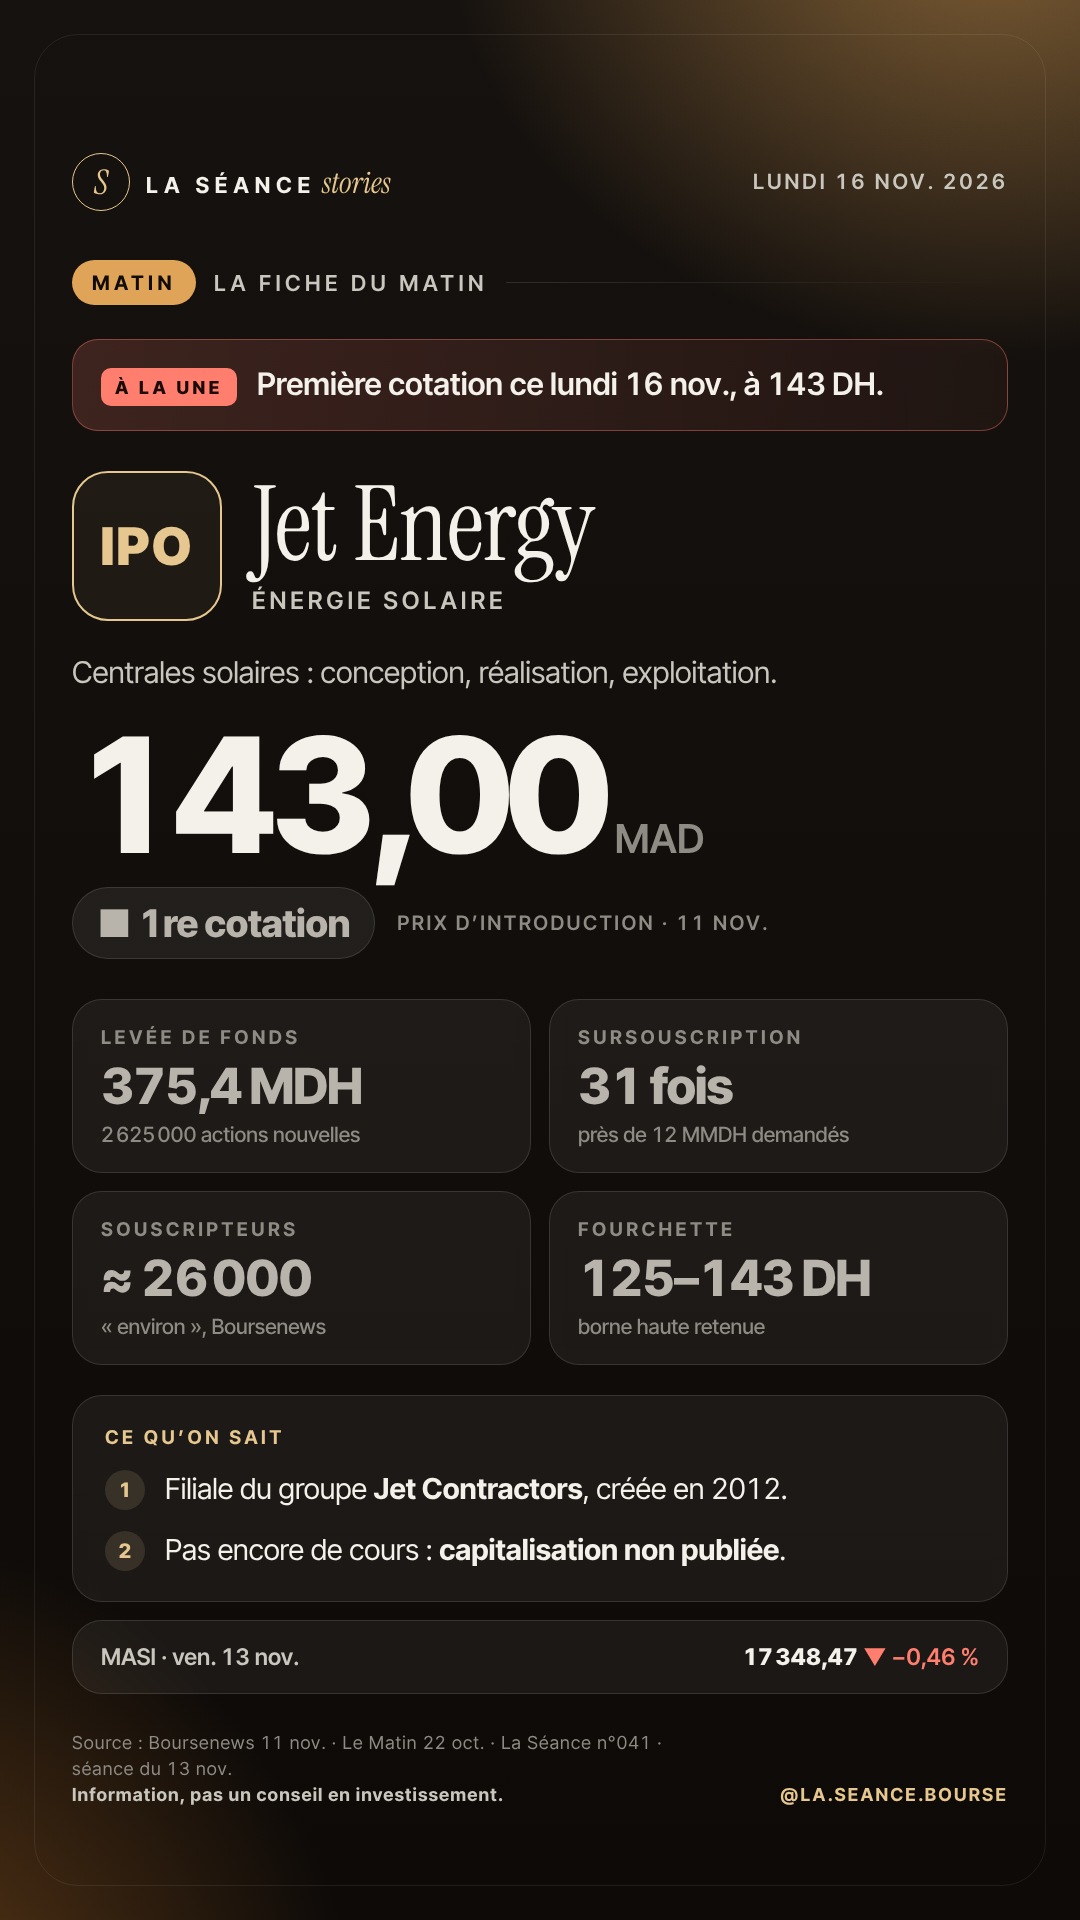 S LA SÉANCE stories
LUNDI 16 NOV. 2026
MATIN LA FICHE DU MATIN
À LA UNE Première cotation ce lundi 16 nov., à 143 DH.
IPO
Jet Energy
ÉNERGIE SOLAIRE
Centrales solaires : conception, réalisation, exploitation.
143,00 MAD
■ 1re cotation PRIX D’INTRODUCTION · 11 NOV.
LEVÉE DE FONDS
375,4 MDH
2 625 000 actions nouvelles
SURSOUSCRIPTION
31 fois
près de 12 MMDH demandés
SOUSCRIPTEURS
≈ 26 000
« environ », Boursenews
FOURCHETTE
125–143 DH
borne haute retenue
CE QU’ON SAIT
1 Filiale du groupe Jet Contractors, créée en 2012.
2 Pas encore de cours : capitalisation non publiée.
MASI · ven. 13 nov. 17 348,47 ▼ −0,46 %
Source : Boursenews 11 nov. · Le Matin 22 oct. · La Séance n°041 ·
séance du 13 nov.
Information, pas un conseil en investissement.
@LA.SEANCE.BOURSE